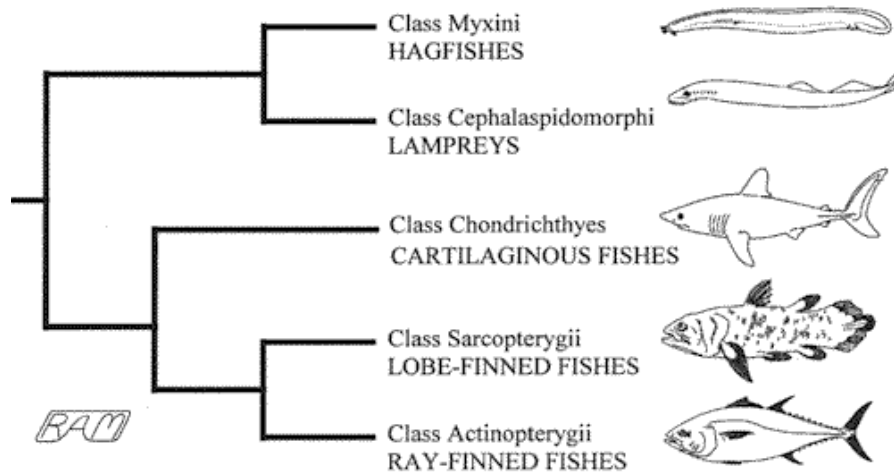 Class Myxini
HAGFISHES
Class Cephalaspidomorphi
LAMPREYS
Class Chondrichthyes
CARTILAGINOUS FISHES
Class Sarcopterygii
LOBE-FINNED FISHES
Class Actinopterygii
RAY-FINNED FISHES
RAM